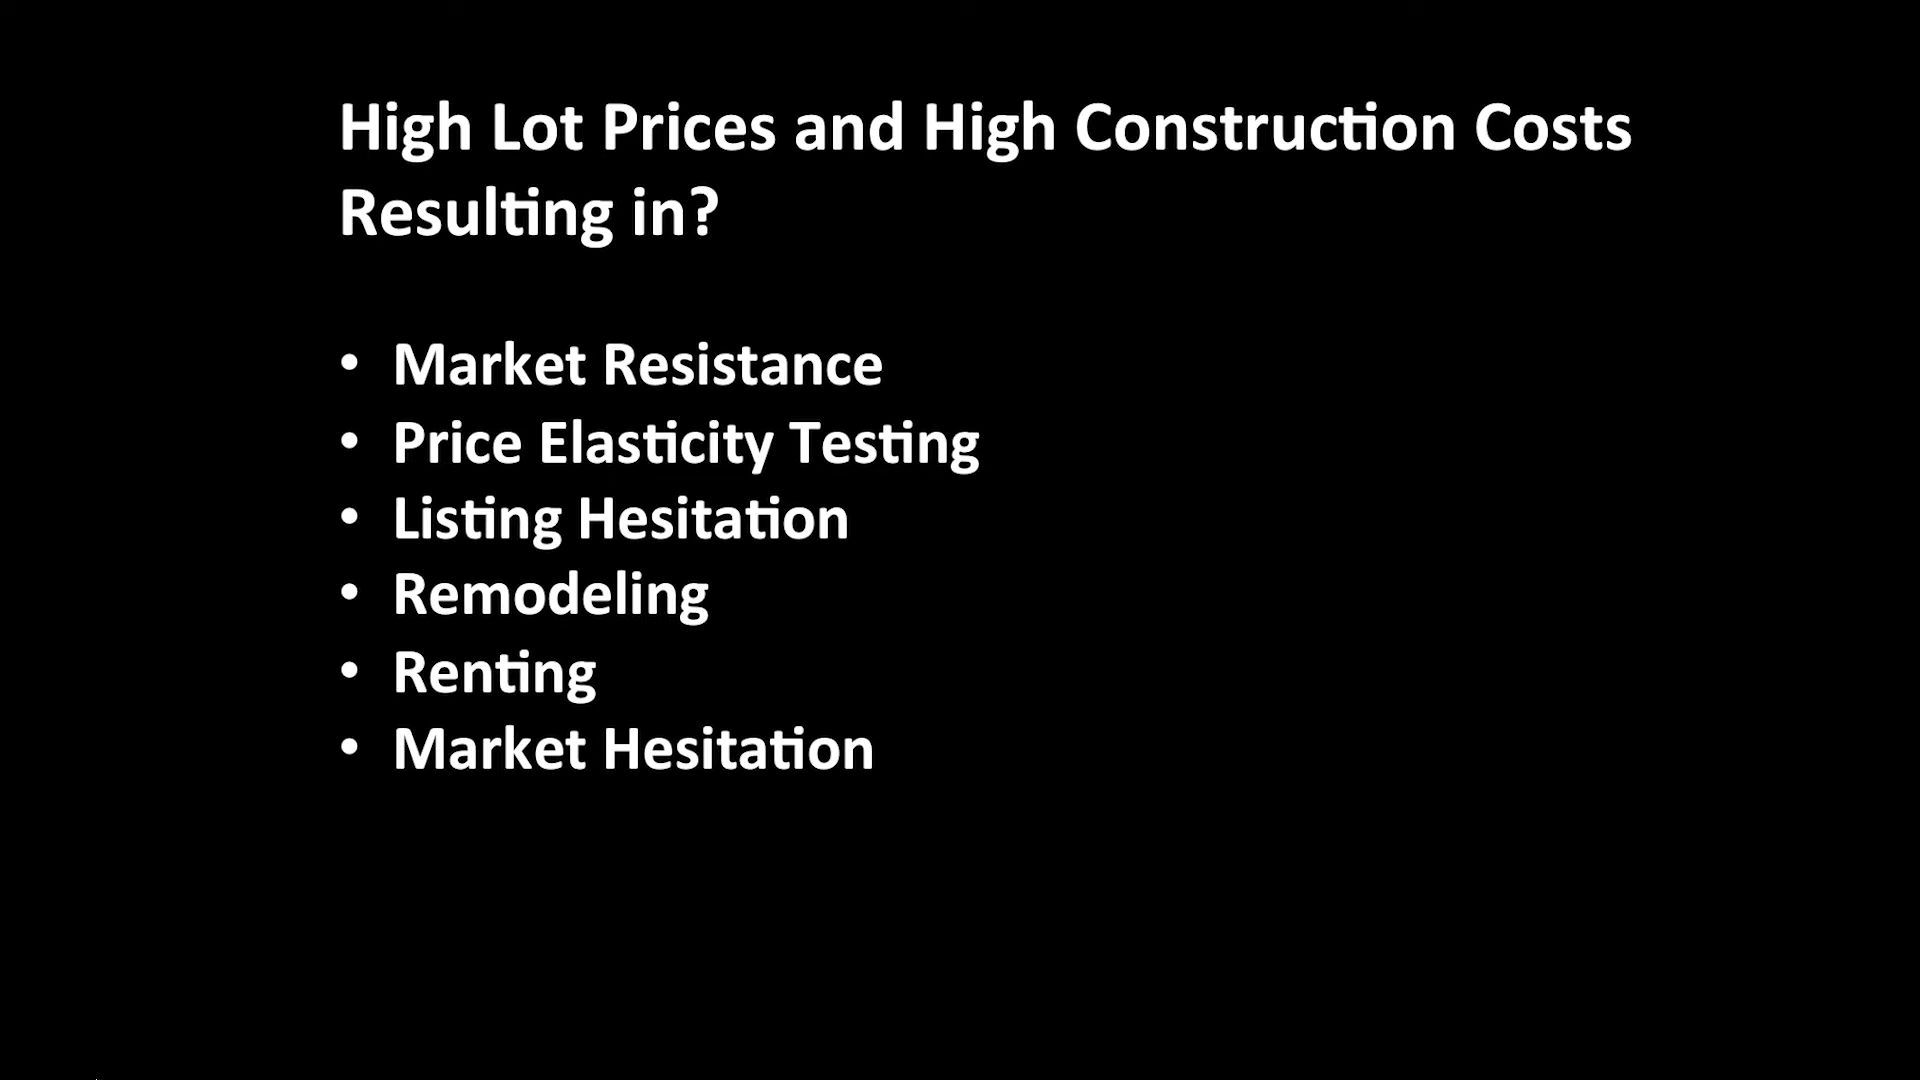 High Lot Prices and High Construction Costs
Resulting in?
• Market Resistance
• Price Elasticity Testing
• Listing Hesitation
• Remodeling
• Renting
• Market Hesitation